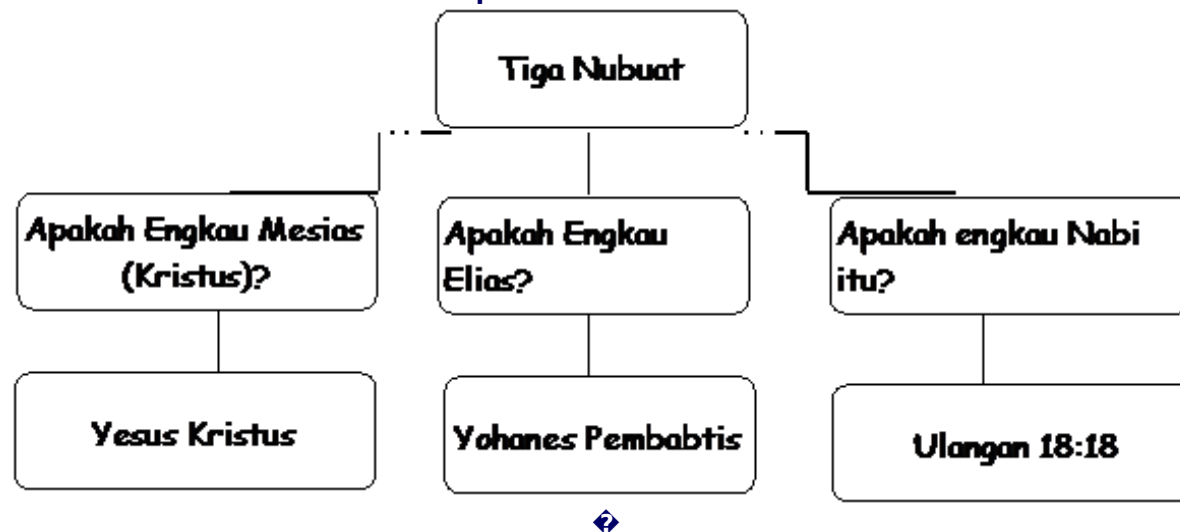 Tiga Nubuat
Apakah Engkau Mesias
(Kristus)?
Apakah Engkau
Elias?
Apakah engkau Nabi
itu?
Yesus Kristus
Yohanes Pembabtis
Ulangan 18:18